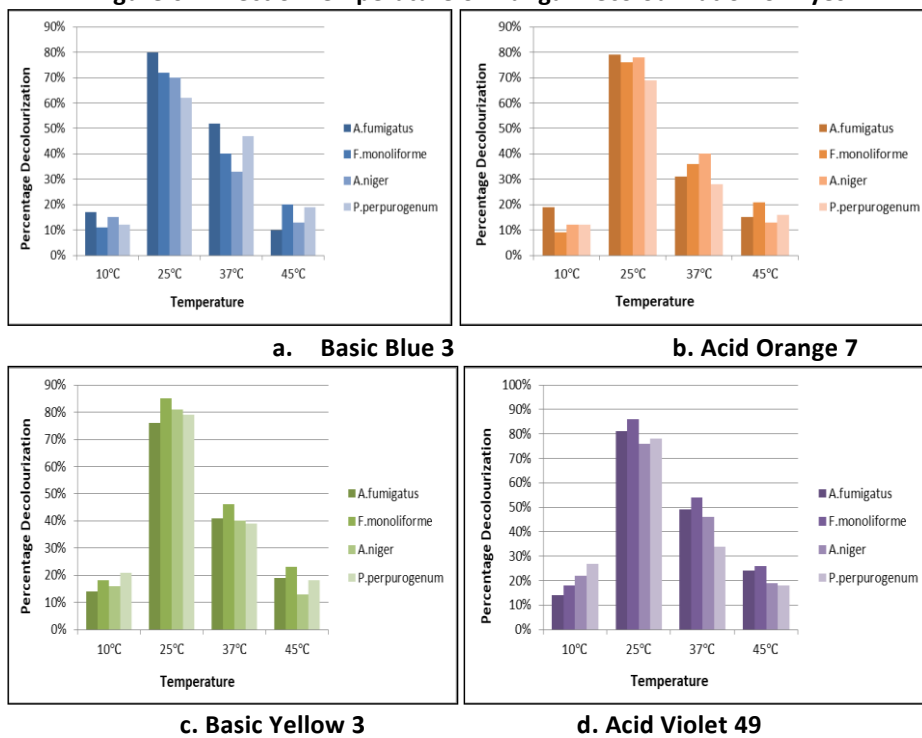 90%
80%
70%
60%
50%
40%
30%
20%
10%
0%
Percentage Decolourization
10°C 25°C 37°C 45°C
Temperature
A.fumigatus
F.monoliforme
A.niger
P.perpurogenum
90%
80%
70%
60%
50%
40%
30%
20%
10%
0%
Percentage Decolourization
10°C 25°C 37°C 45°C
Temperature
A.fumigatus
F.monoliforme
A.niger
P.perpurogenum
a. Basic Blue 3
b. Acid Orange 7
90%
80%
70%
60%
50%
40%
30%
20%
10%
0%
Percentage Decolourization
10°C 25°C 37°C 45°C
Temperature
A.fumigatus
F.monoliforme
A.niger
P.perpurogenum
100%
90%
80%
70%
60%
50%
40%
30%
20%
10%
0%
Percentage Decolourization
10°C 25°C 37°C 45°C
Temperature
A.fumigatus
F.monoliforme
A.niger
P.perpurogenum
c. Basic Yellow 3
d. Acid Violet 49